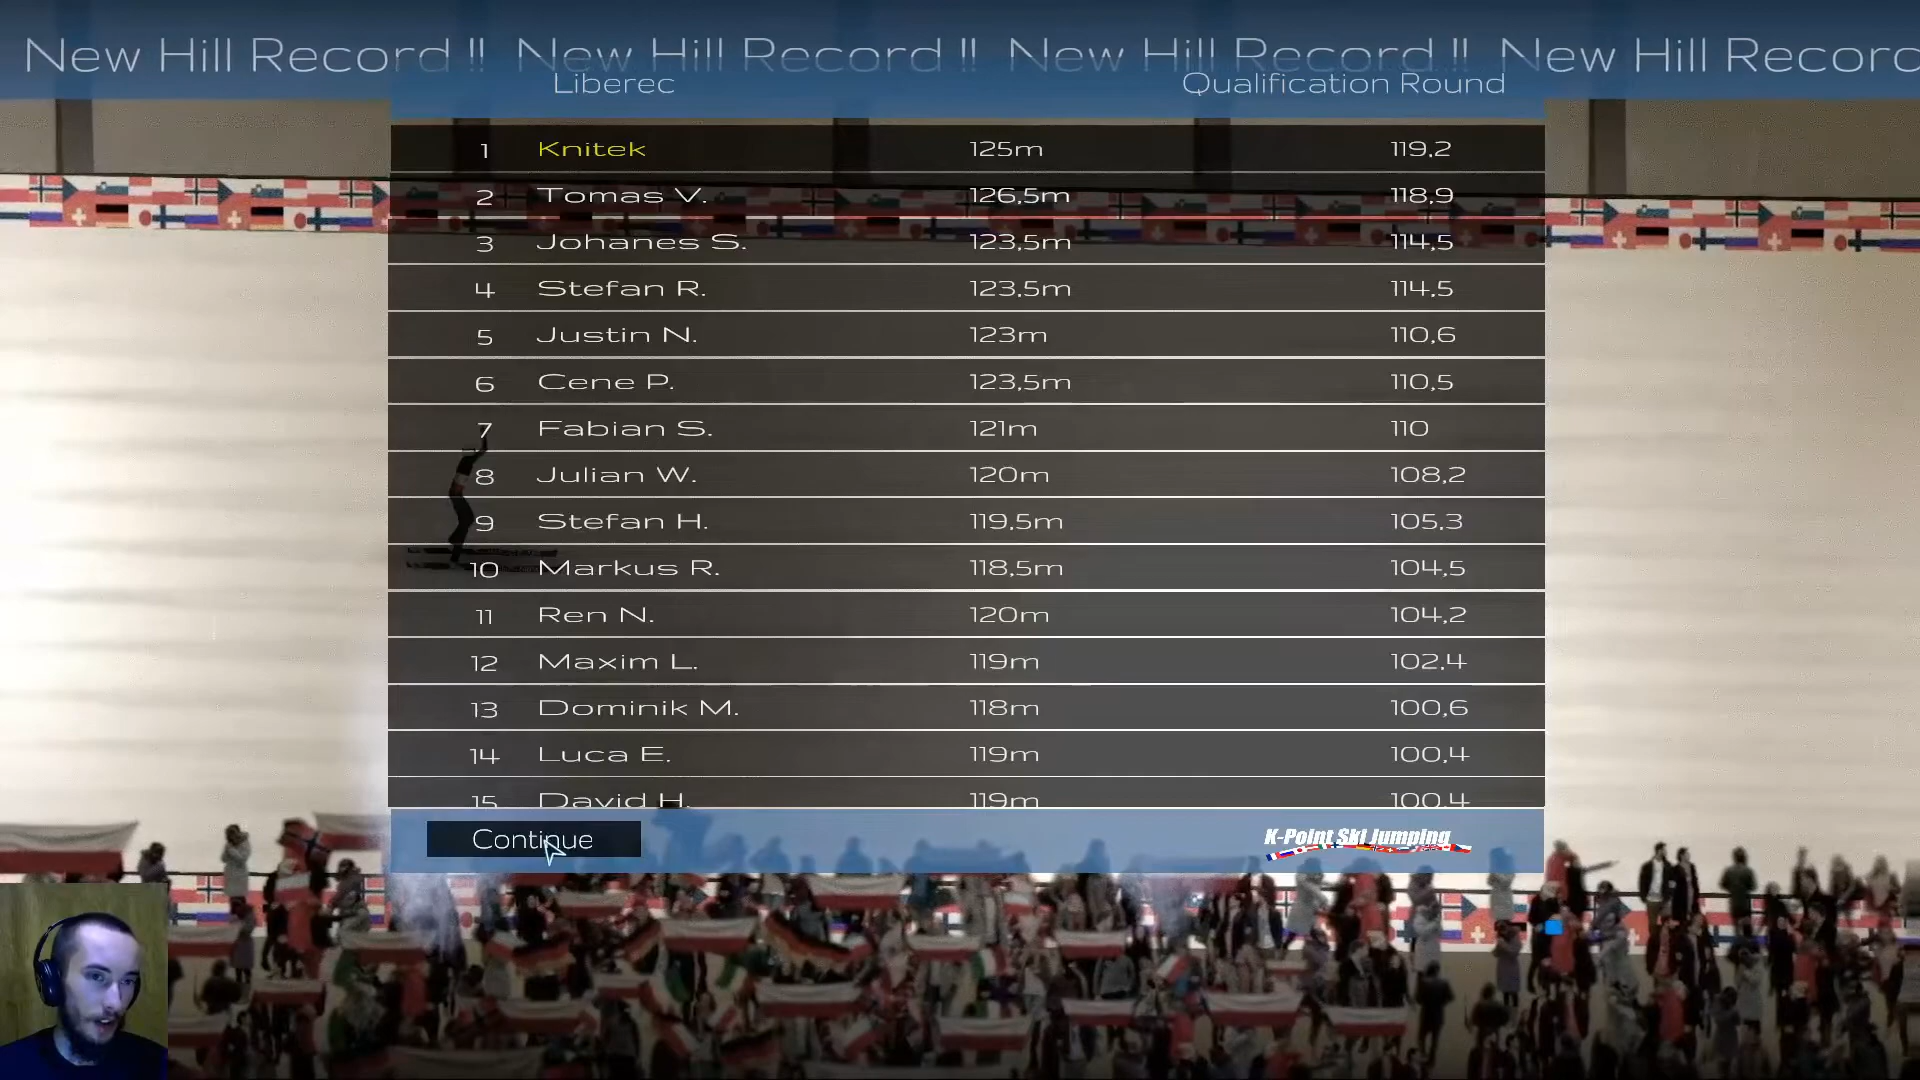 New Hill Record !! New Hill Record !! New Hill Record !! New Hill Record
Liberec Qualification Round
1 Knitek 125m 119,2
2 Tomas V. 126,5m 118,9
3 Johanes S. 123,5m 114,5
4 Stefan R. 123,5m 114,5
5 Justin N. 123m 110,6
6 Cene P. 123,5m 110,5
7 Fabian S. 121m 110
8 Julian W. 120m 108,2
9 Stefan H. 119,5m 105,3
10 Markus R. 118,5m 104,5
11 Ren N. 120m 104,2
12 Maxim L. 119m 102,4
13 Dominik M. 118m 100,6
14 Luca E. 119m 100,4
15 David H. 119m 100,4
Continue K-Point Ski Jumping